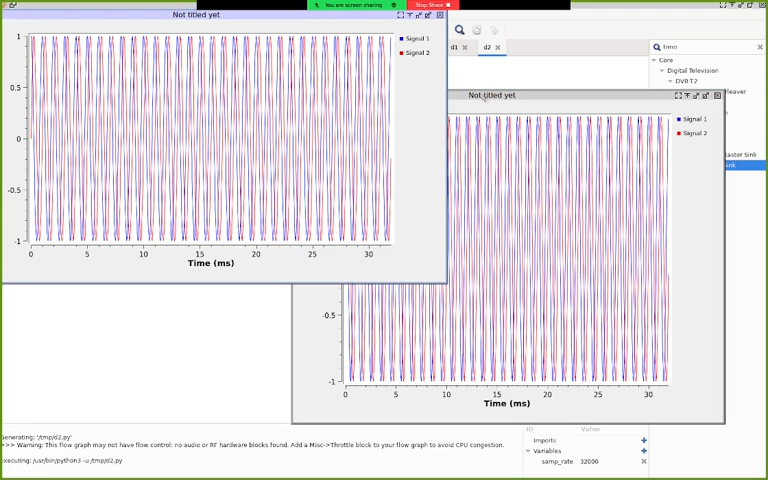 You are screen sharing
Stop Share
Not titled yet
1
0.5
0
-0.5
-1
0
5
10
15
20
25
30
Time (ms)
Signal 1
Signal 2
d1
d2
time
Core
Digital Television
DVB-T2
Not titled yet
Signal 1
Signal 2
-0.5
-1
0
5
10
15
20
25
30
Time (ms)
Generating: '/tmp/d2.py'
>>> Warning: This flow graph may not have flow control: no audio or RF hardware blocks found. Add a Misc->Throttle block to your flow graph to avoid CPU congestion.
Executing: /usr/bin/python3 -u /tmp/d2.py
ID Value
Imports
Variables
samp_rate 32000